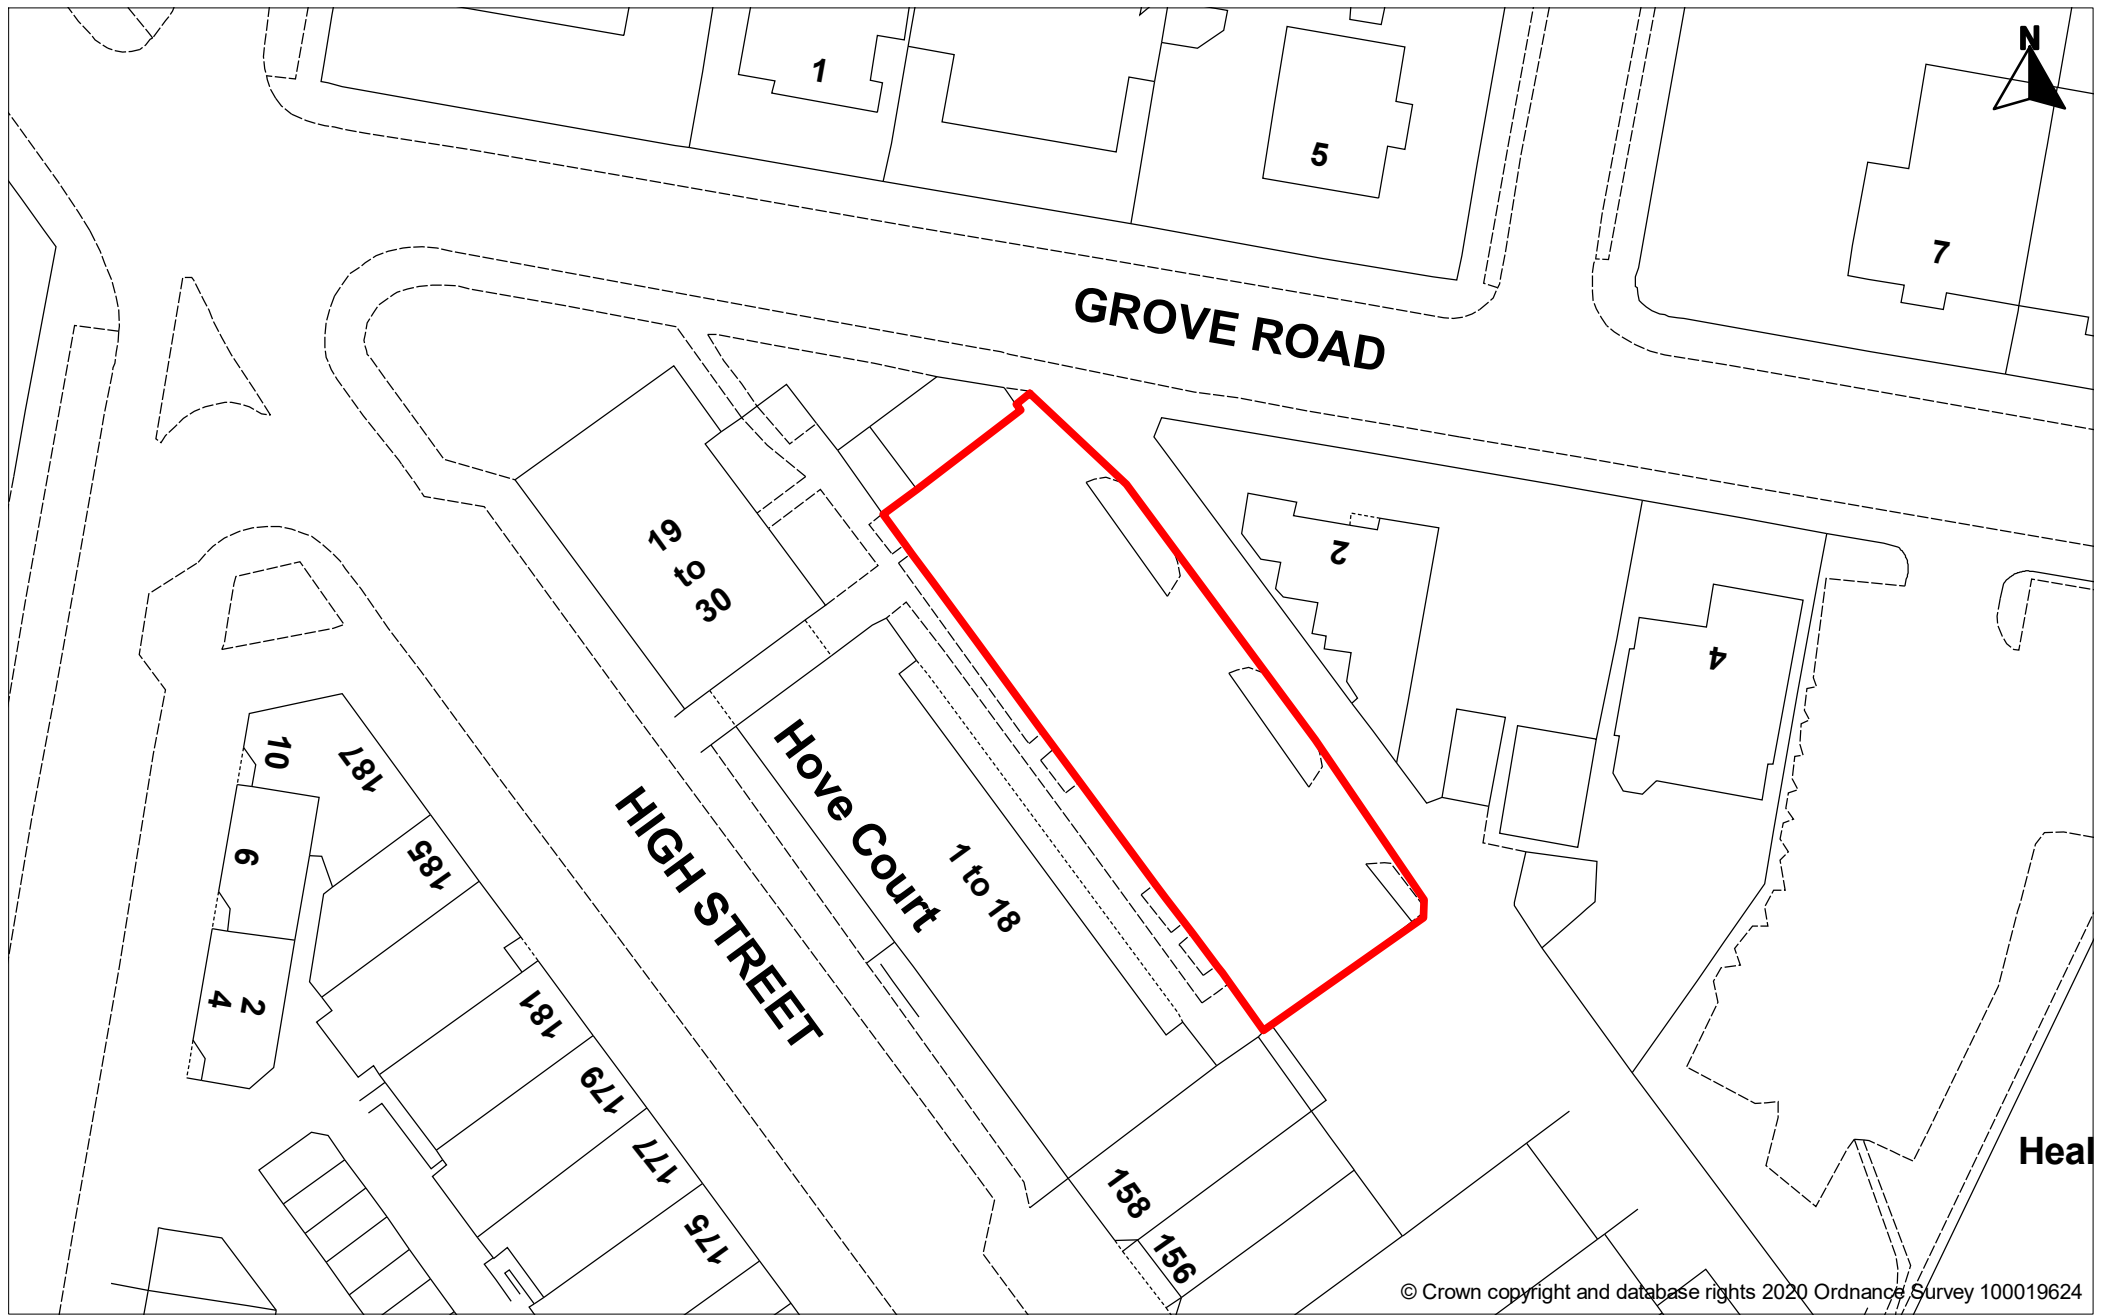 N
1
5
7
GROVE ROAD
19
to
30
2
4
Hove Court
1 to 18
HIGH STREET
10
187
6
185
2
4
181
179
177
175
158
156
Heal
© Crown copyright and database rights 2020 Ordnance Survey 100019624